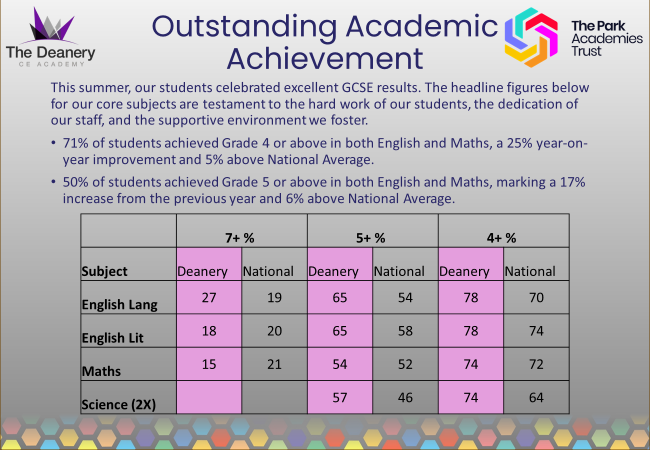 The Deanery
CE ACADEMY
Outstanding Academic
Achievement
The Park
Academies
Trust
This summer, our students celebrated excellent GCSE results. The headline figures below
for our core subjects are testament to the hard work of our students, the dedication of
our staff, and the supportive environment we foster.
• 71% of students achieved Grade 4 or above in both English and Maths, a 25% year-on-
year improvement and 5% above National Average.
• 50% of students achieved Grade 5 or above in both English and Maths, marking a 17%
increase from the previous year and 6% above National Average.
7+ % 5+ % 4+ %
Subject Deanery National Deanery National Deanery National
English Lang 27 19 65 54 78 70
English Lit 18 20 65 58 78 74
Maths 15 21 54 52 74 72
Science (2X) 57 46 74 64